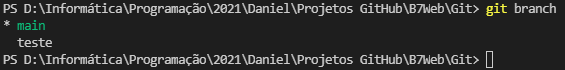 PS D:\Informática\Programação\2021\Daniel\Projetos GitHub\B7Web\Git> git branch
* main
  teste
PS D:\Informática\Programação\2021\Daniel\Projetos GitHub\B7Web\Git>